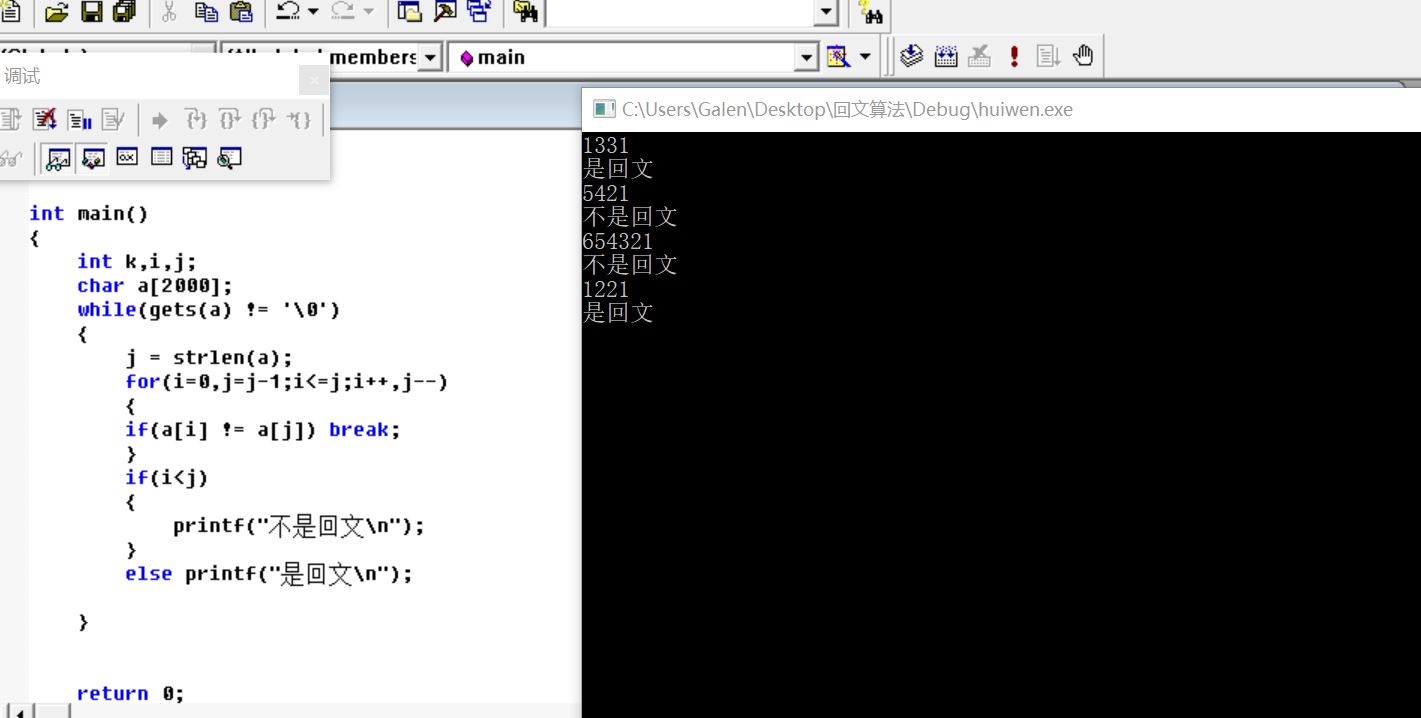 members
main
调试
C:\Users\Galen\Desktop\回文算法\Debug\huiwen.exe
int main()
{
int k,i,j;
char a[2000];
while(gets(a) != '\0')
{
j = strlen(a);
for(i=0,j=j-1;i<=j;i++,j--)
{
if(a[i] != a[j]) break;
}
if(i<j)
{
printf("不是回文\n");
}
else printf("是回文\n");
}
return 0;
1331
是回文
5421
不是回文
654321
不是回文
1221
是回文